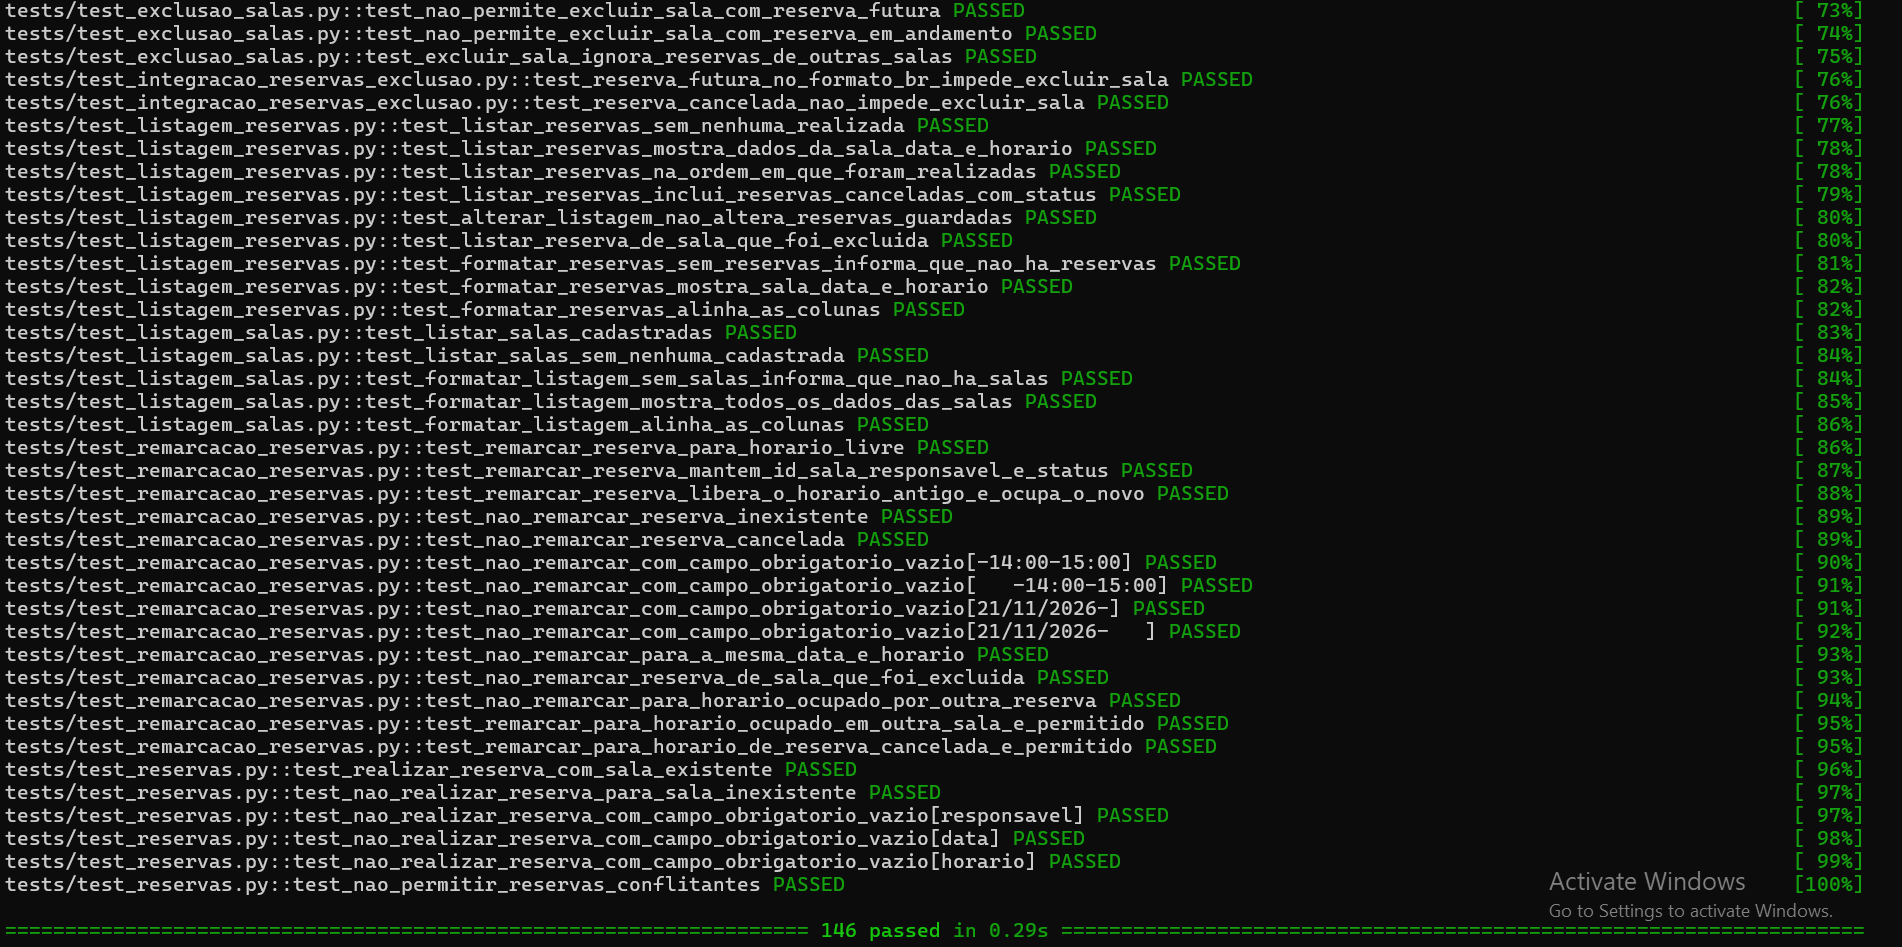 tests/test_exclusao_salas.py::test_nao_permite_excluir_sala_com_reserva_futura PASSED [ 73%]
tests/test_exclusao_salas.py::test_nao_permite_excluir_sala_com_reserva_em_andamento PASSED [ 74%]
tests/test_exclusao_salas.py::test_excluir_sala_ignora_reservas_de_outras_salas PASSED [ 75%]
tests/test_integracao_reservas_exclusao.py::test_reserva_futura_no_formato_br_impede_excluir_sala PASSED [ 76%]
tests/test_integracao_reservas_exclusao.py::test_reserva_cancelada_nao_impede_excluir_sala PASSED [ 76%]
tests/test_listagem_reservas.py::test_listar_reservas_sem_nenhuma_realizada PASSED [ 77%]
tests/test_listagem_reservas.py::test_listar_reservas_mostra_dados_da_sala_data_e_horario PASSED [ 78%]
tests/test_listagem_reservas.py::test_listar_reservas_na_ordem_em_que_foram_realizadas PASSED [ 78%]
tests/test_listagem_reservas.py::test_listar_reservas_inclui_reservas_canceladas_com_status PASSED [ 79%]
tests/test_listagem_reservas.py::test_alterar_listagem_nao_altera_reservas_guardadas PASSED [ 80%]
tests/test_listagem_reservas.py::test_listar_reserva_de_sala_que_foi_excluida PASSED [ 80%]
tests/test_listagem_reservas.py::test_formatar_reservas_sem_reservas_informa_que_nao_ha_reservas PASSED [ 81%]
tests/test_listagem_reservas.py::test_formatar_reservas_mostra_sala_data_e_horario PASSED [ 82%]
tests/test_listagem_reservas.py::test_formatar_reservas_alinha_as_colunas PASSED [ 82%]
tests/test_listagem_salas.py::test_listar_salas_cadastradas PASSED [ 83%]
tests/test_listagem_salas.py::test_listar_salas_sem_nenhuma_cadastrada PASSED [ 84%]
tests/test_listagem_salas.py::test_formatar_listagem_sem_salas_informa_que_nao_ha_salas PASSED [ 84%]
tests/test_listagem_salas.py::test_formatar_listagem_mostra_todos_os_dados_das_salas PASSED [ 85%]
tests/test_listagem_salas.py::test_formatar_listagem_alinha_as_colunas PASSED [ 86%]
tests/test_remarcacao_reservas.py::test_remarcar_reserva_para_horario_livre PASSED [ 86%]
tests/test_remarcacao_reservas.py::test_remarcar_reserva_mantem_id_sala_responsavel_e_status PASSED [ 87%]
tests/test_remarcacao_reservas.py::test_remarcar_reserva_libera_o_horario_antigo_e_ocupa_o_novo PASSED [ 88%]
tests/test_remarcacao_reservas.py::test_nao_remarcar_reserva_inexistente PASSED [ 89%]
tests/test_remarcacao_reservas.py::test_nao_remarcar_reserva_cancelada PASSED [ 89%]
tests/test_remarcacao_reservas.py::test_nao_remarcar_com_campo_obrigatorio_vazio[-14:00-15:00] PASSED [ 90%]
tests/test_remarcacao_reservas.py::test_nao_remarcar_com_campo_obrigatorio_vazio[   -14:00-15:00] PASSED [ 91%]
tests/test_remarcacao_reservas.py::test_nao_remarcar_com_campo_obrigatorio_vazio[21/11/2026-] PASSED [ 91%]
tests/test_remarcacao_reservas.py::test_nao_remarcar_com_campo_obrigatorio_vazio[21/11/2026-   ] PASSED [ 92%]
tests/test_remarcacao_reservas.py::test_nao_remarcar_para_a_mesma_data_e_horario PASSED [ 93%]
tests/test_remarcacao_reservas.py::test_nao_remarcar_reserva_de_sala_que_foi_excluida PASSED [ 93%]
tests/test_remarcacao_reservas.py::test_nao_remarcar_para_horario_ocupado_por_outra_reserva PASSED [ 94%]
tests/test_remarcacao_reservas.py::test_remarcar_para_horario_ocupado_em_outra_sala_e_permitido PASSED [ 95%]
tests/test_remarcacao_reservas.py::test_remarcar_para_horario_de_reserva_cancelada_e_permitido PASSED [ 95%]
tests/test_reservas.py::test_realizar_reserva_com_sala_existente PASSED [ 96%]
tests/test_reservas.py::test_nao_realizar_reserva_para_sala_inexistente PASSED [ 97%]
tests/test_reservas.py::test_nao_realizar_reserva_com_campo_obrigatorio_vazio[responsavel] PASSED [ 97%]
tests/test_reservas.py::test_nao_realizar_reserva_com_campo_obrigatorio_vazio[data] PASSED [ 98%]
tests/test_reservas.py::test_nao_realizar_reserva_com_campo_obrigatorio_vazio[horario] PASSED [ 99%]
tests/test_reservas.py::test_nao_permitir_reservas_conflitantes PASSED [100%]
Activate Windows
Go to Settings to activate Windows.
=================================================================== 146 passed in 0.29s ===================================================================